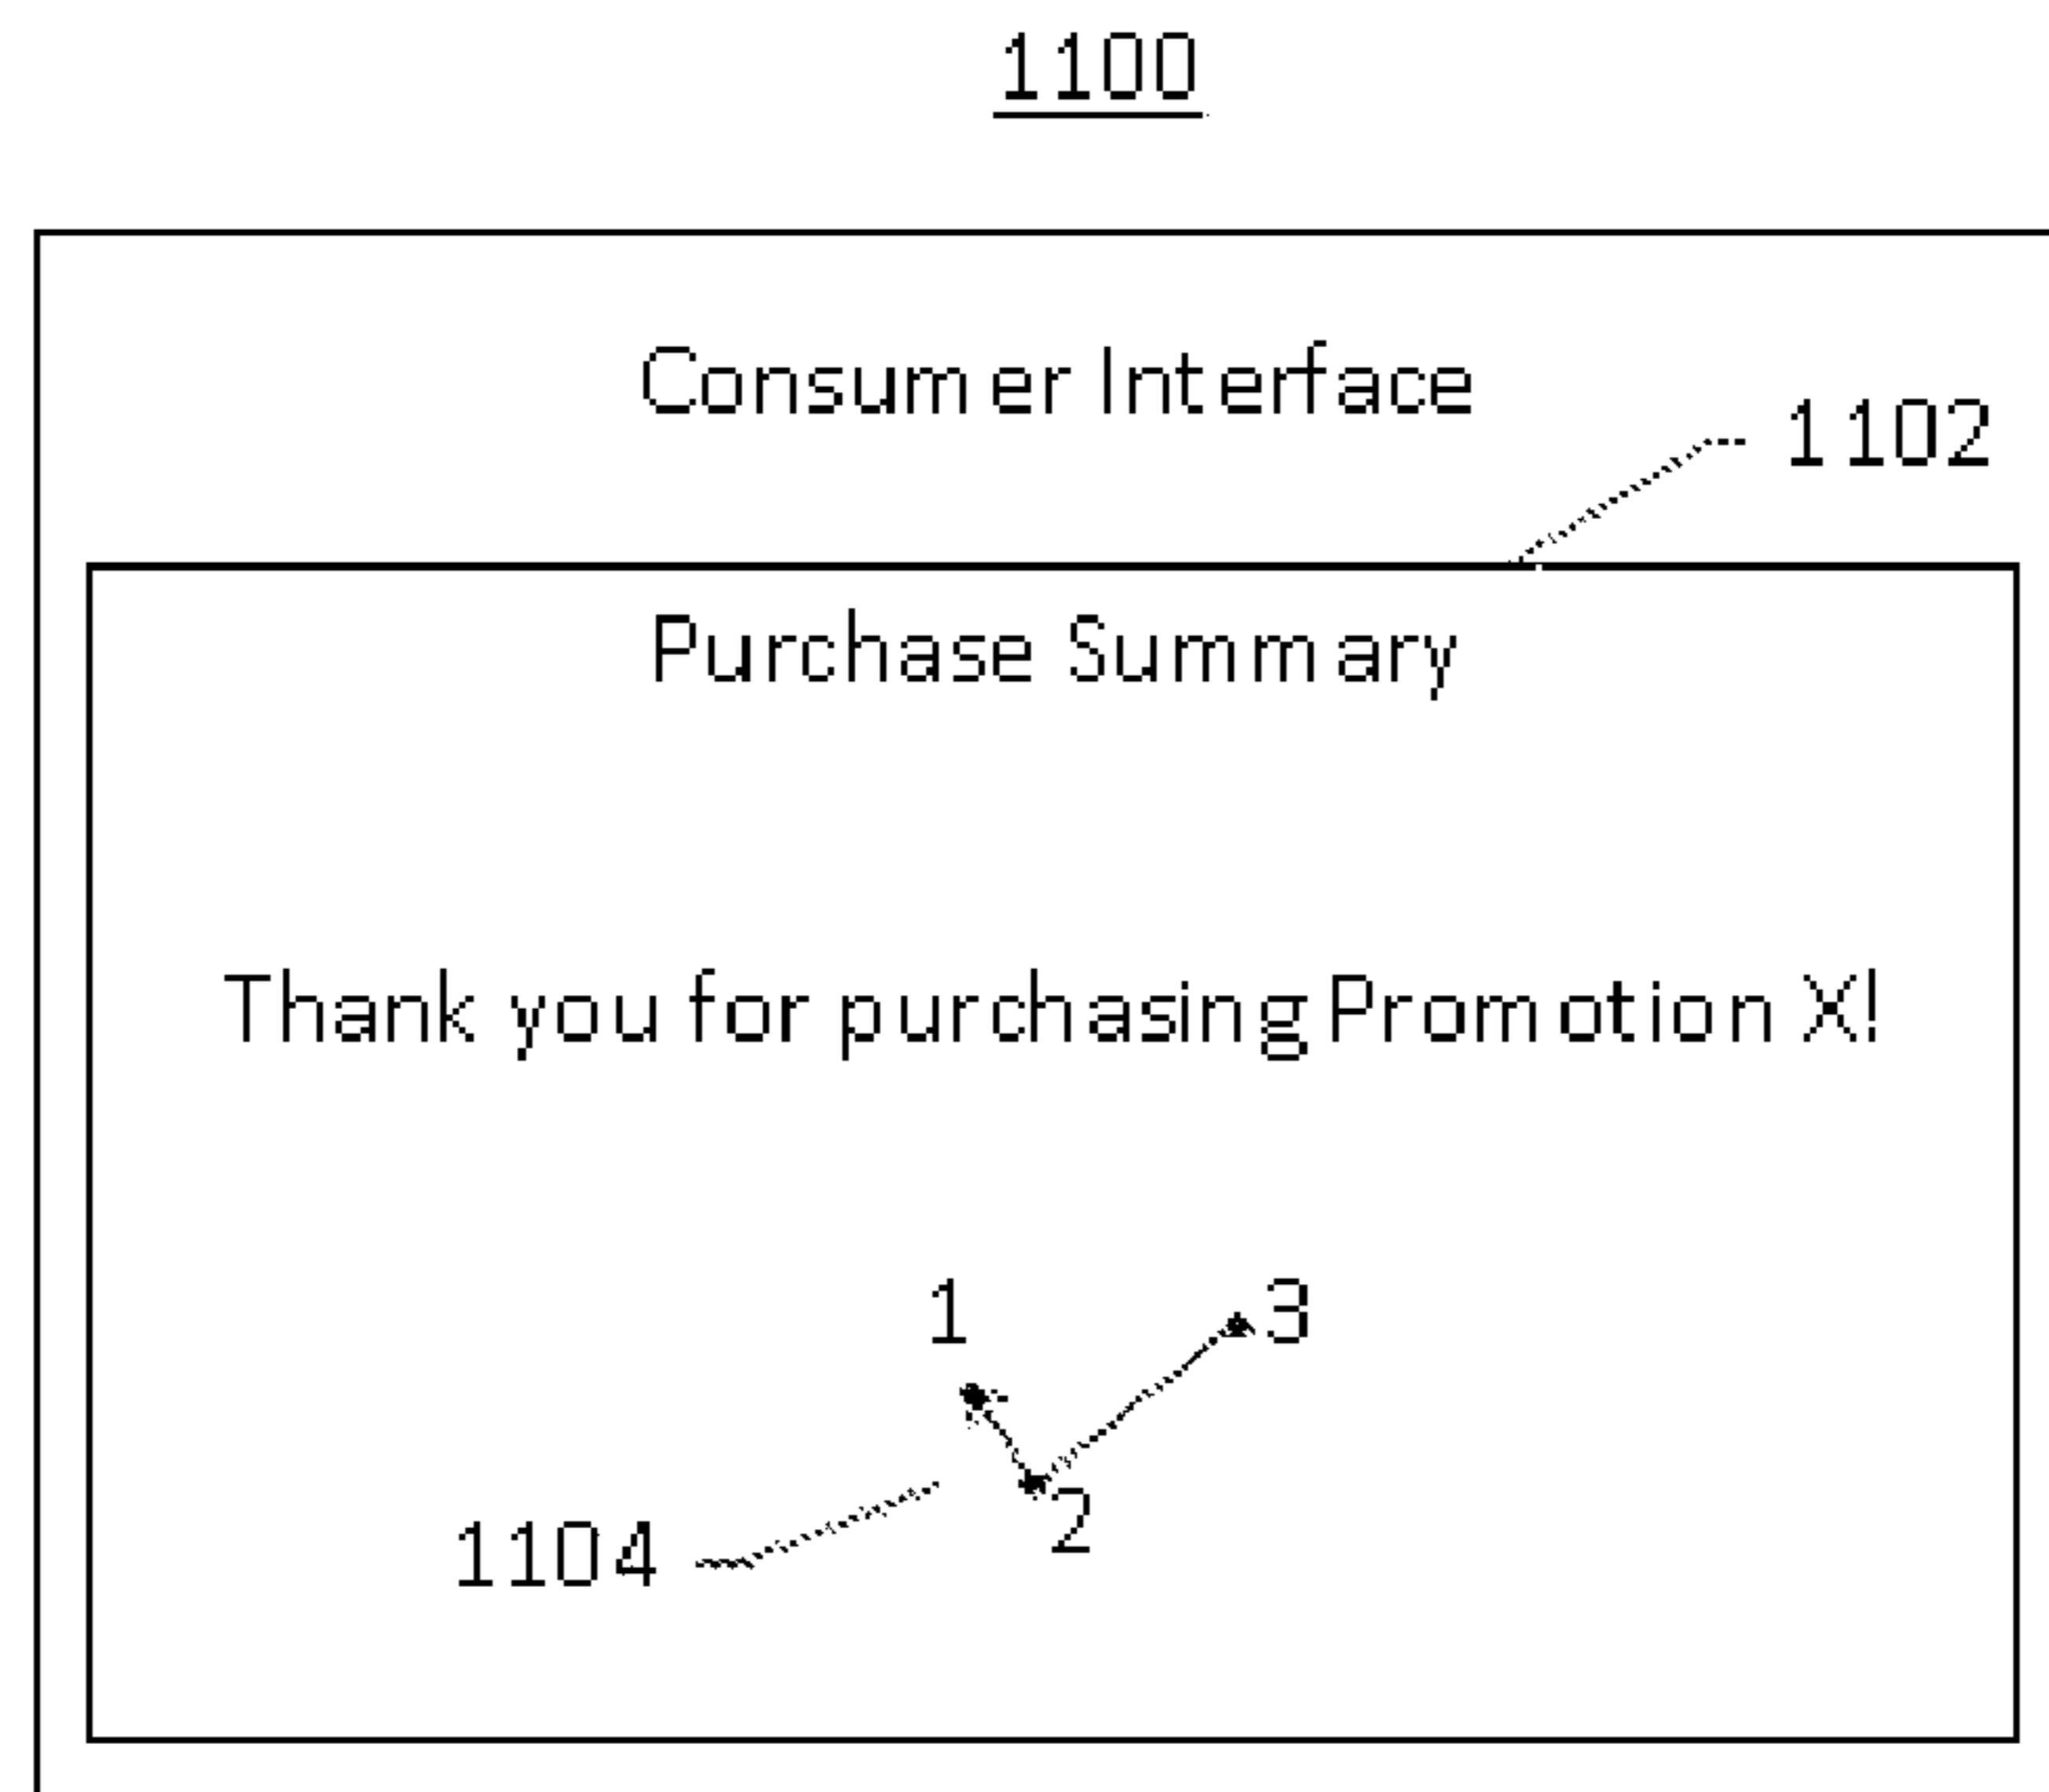 1100
Consumer Interface
1102
Purchase Summary
Thank you for purchasing Promotion X!
1
3
2
1104